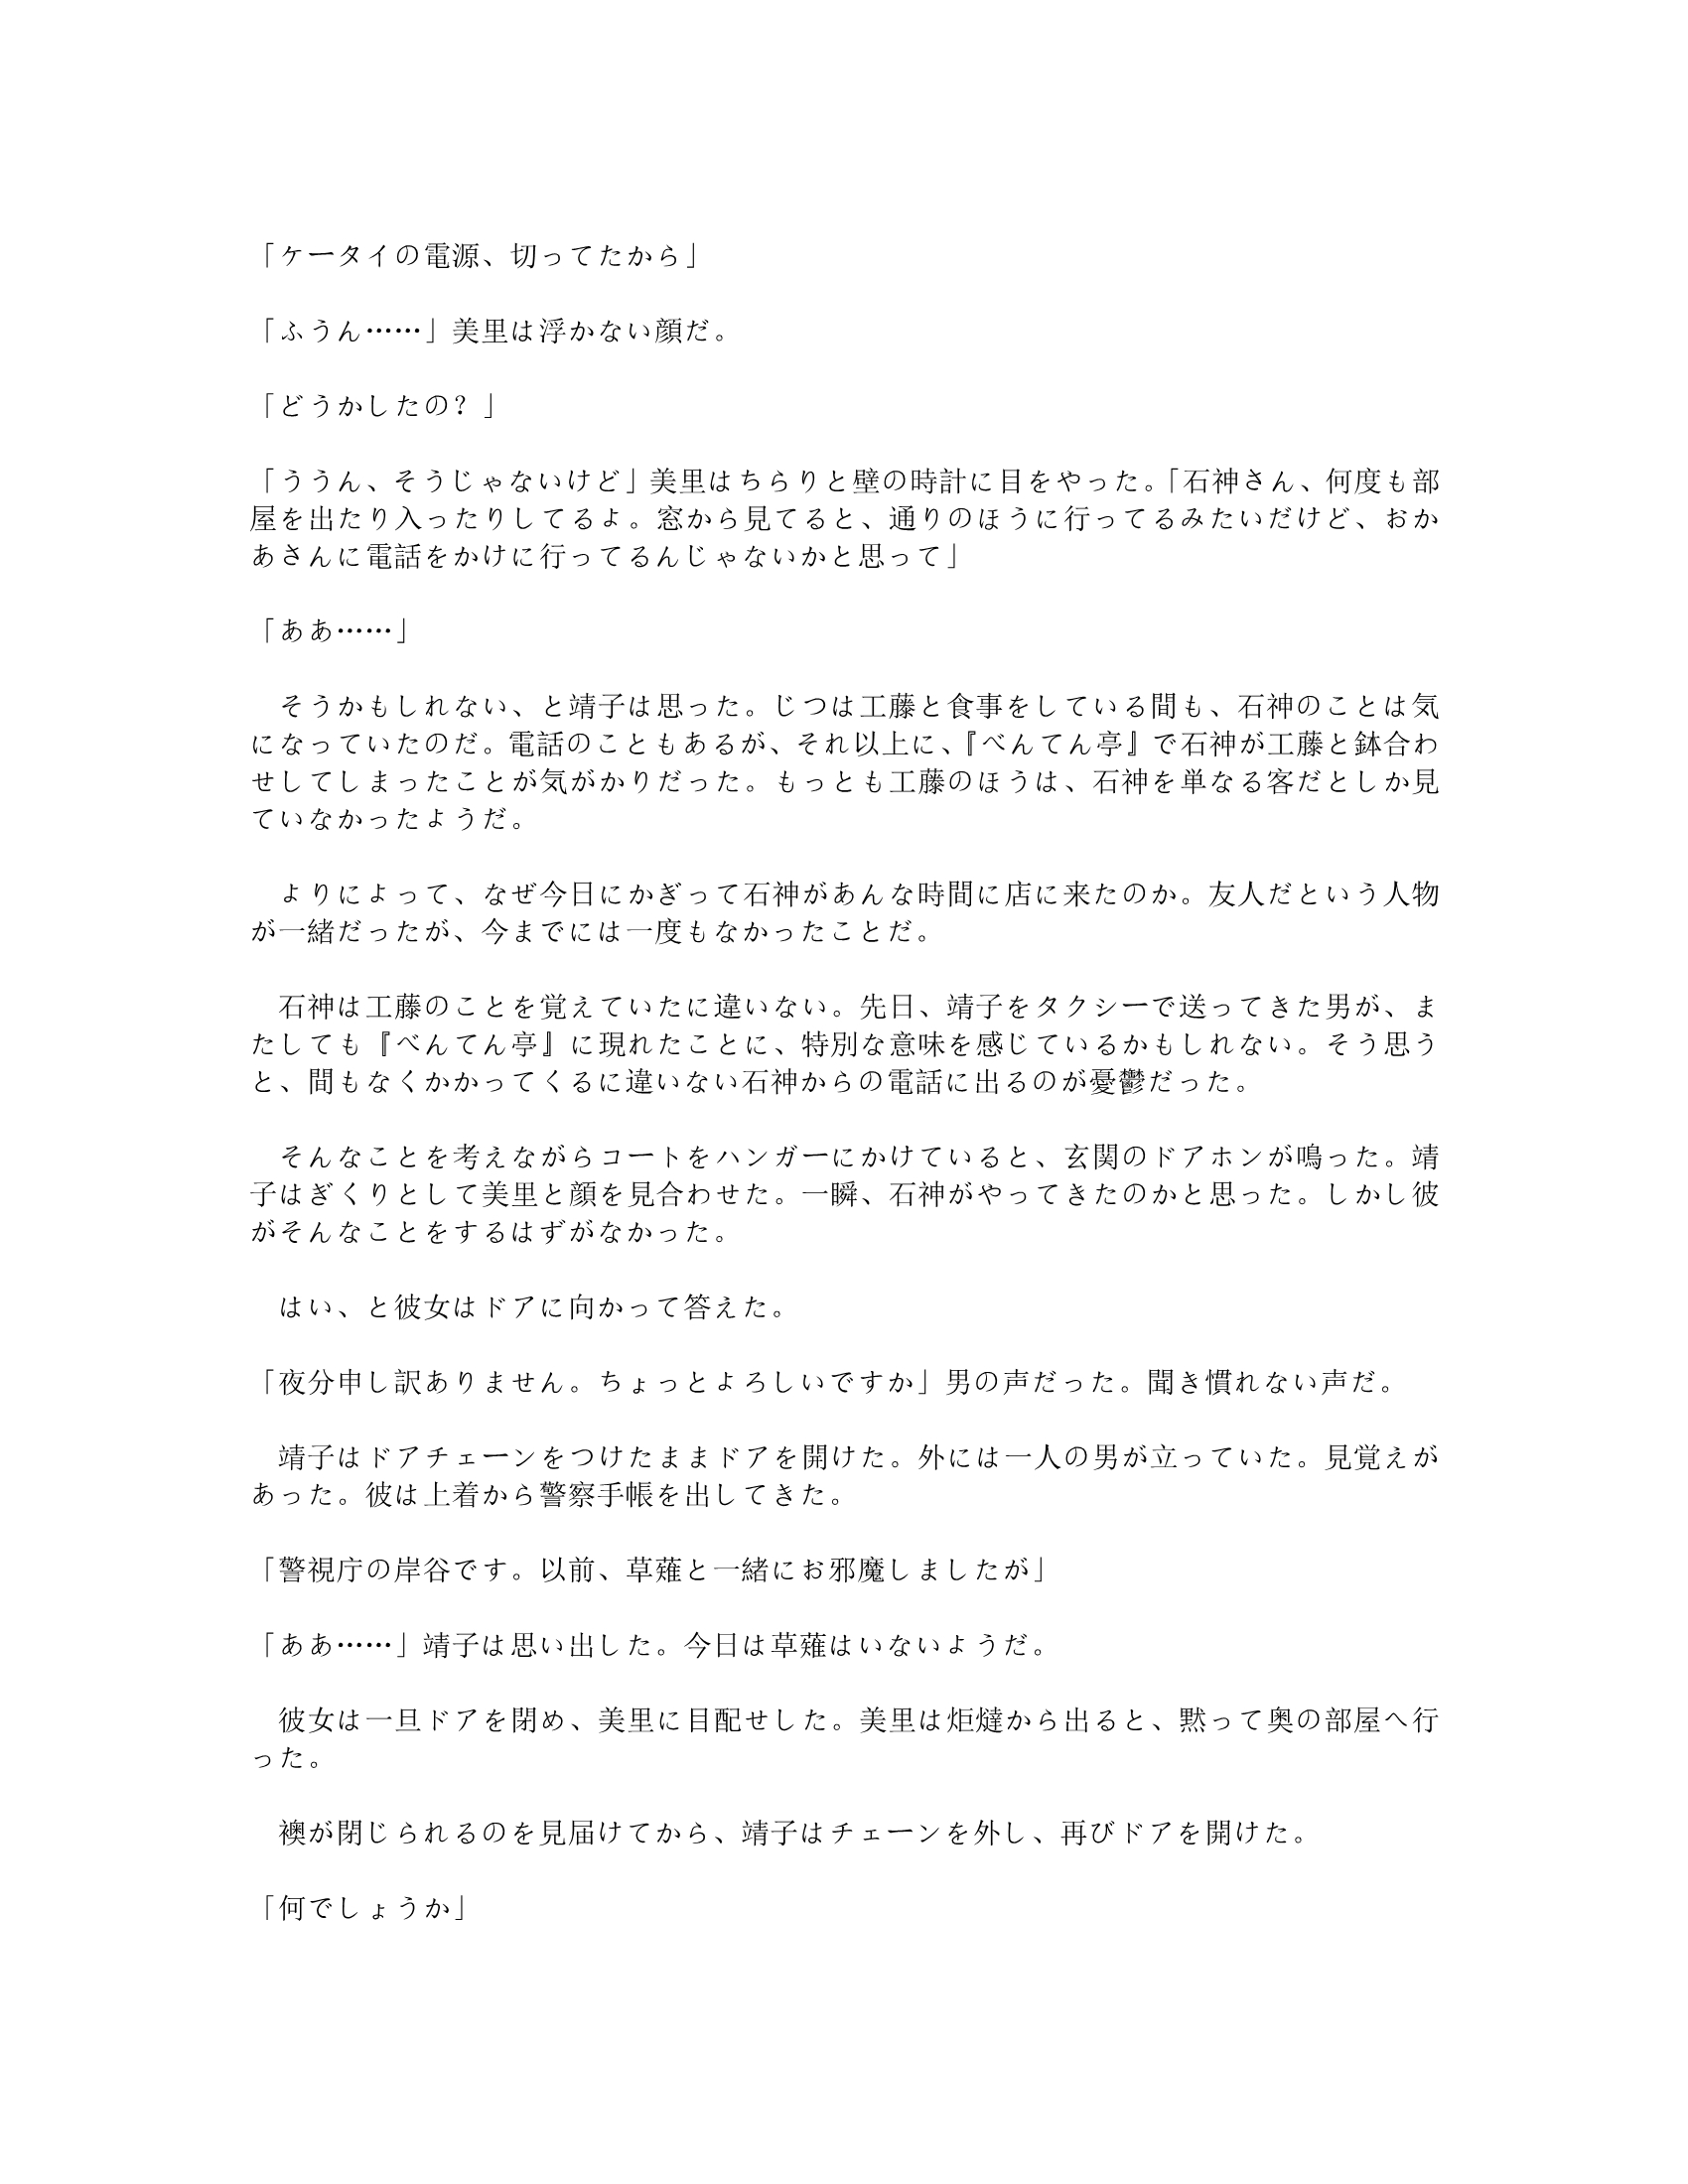 「ケータイの電源、切ってたから」
「ふうん……」美里は浮かない顔だ。
「どうかしたの？」
「ううん、そうじゃないけど」美里はちらりと壁の時計に目をやった。「石神さん、何度も部
屋を出たり入ったりしてるよ。窓から見てると、通りのほうに行ってるみたいだけど、おか
あさんに電話をかけに行ってるんじゃないかと思って」
「ああ……」
　そうかもしれない、と靖子は思った。じつは工藤と食事をしている間も、石神のことは気
になっていたのだ。電話のこともあるが、それ以上に、『べんてん亭』で石神が工藤と鉢合わ
せしてしまったことが気がかりだった。もっとも工藤のほうは、石神を単なる客だとしか見
ていなかったようだ。
　よりによって、なぜ今日にかぎって石神があんな時間に店に来たのか。友人だという人物
が一緒だったが、今までには一度もなかったことだ。
　石神は工藤のことを覚えていたに違いない。先日、靖子をタクシーで送ってきた男が、ま
たしても『べんてん亭』に現れたことに、特別な意味を感じているかもしれない。そう思う
と、間もなくかかってくるに違いない石神からの電話に出るのが憂鬱だった。
　そんなことを考えながらコートをハンガーにかけていると、玄関のドアホンが鳴った。靖
子はぎくりとして美里と顔を見合わせた。一瞬、石神がやってきたのかと思った。しかし彼
がそんなことをするはずがなかった。
　はい、と彼女はドアに向かって答えた。
「夜分申し訳ありません。ちょっとよろしいですか」男の声だった。聞き慣れない声だ。
　靖子はドアチェーンをつけたままドアを開けた。外には一人の男が立っていた。見覚えが
あった。彼は上着から警察手帳を出してきた。
「警視庁の岸谷です。以前、草薙と一緒にお邪魔しましたが」
「ああ……」靖子は思い出した。今日は草薙はいないようだ。
　彼女は一旦ドアを閉め、美里に目配せした。美里は炬燵から出ると、黙って奥の部屋へ行
った。
　襖が閉じられるのを見届けてから、靖子はチェーンを外し、再びドアを開けた。
「何でしょうか」